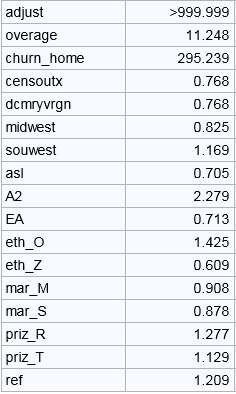 adjust >999.999
overage 11.248
churn_home 295.239
censoutx 0.768
dcmryvrgn 0.768
midwest 0.825
souwest 1.169
asl 0.705
A2 2.279
EA 0.713
eth_O 1.425
eth_Z 0.609
mar_M 0.908
mar_S 0.878
priz_R 1.277
priz_T 1.129
ref 1.209